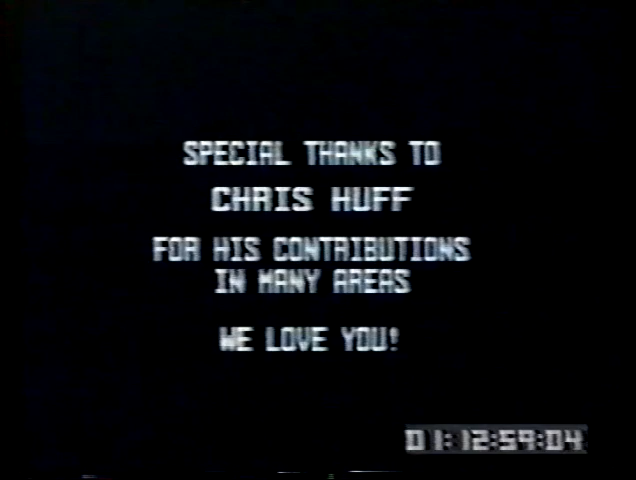 SPECIAL THANKS TO
CHRIS HUFF
FOR HIS CONTRIBUTIONS
IN MANY AREAS
WE LOVE YOU!
01:12:59:04